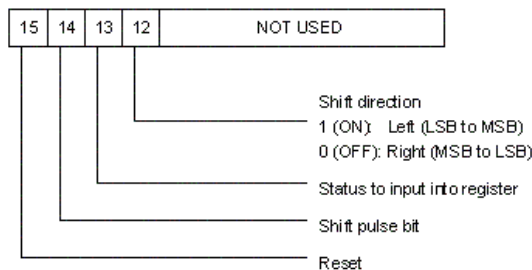 15 14 13 12 NOT USED
Shift direction
1 (ON): Left (LSB to MSB)
0 (OFF): Right (MSB to LSB)
Status to input into register
Shift pulse bit
Reset